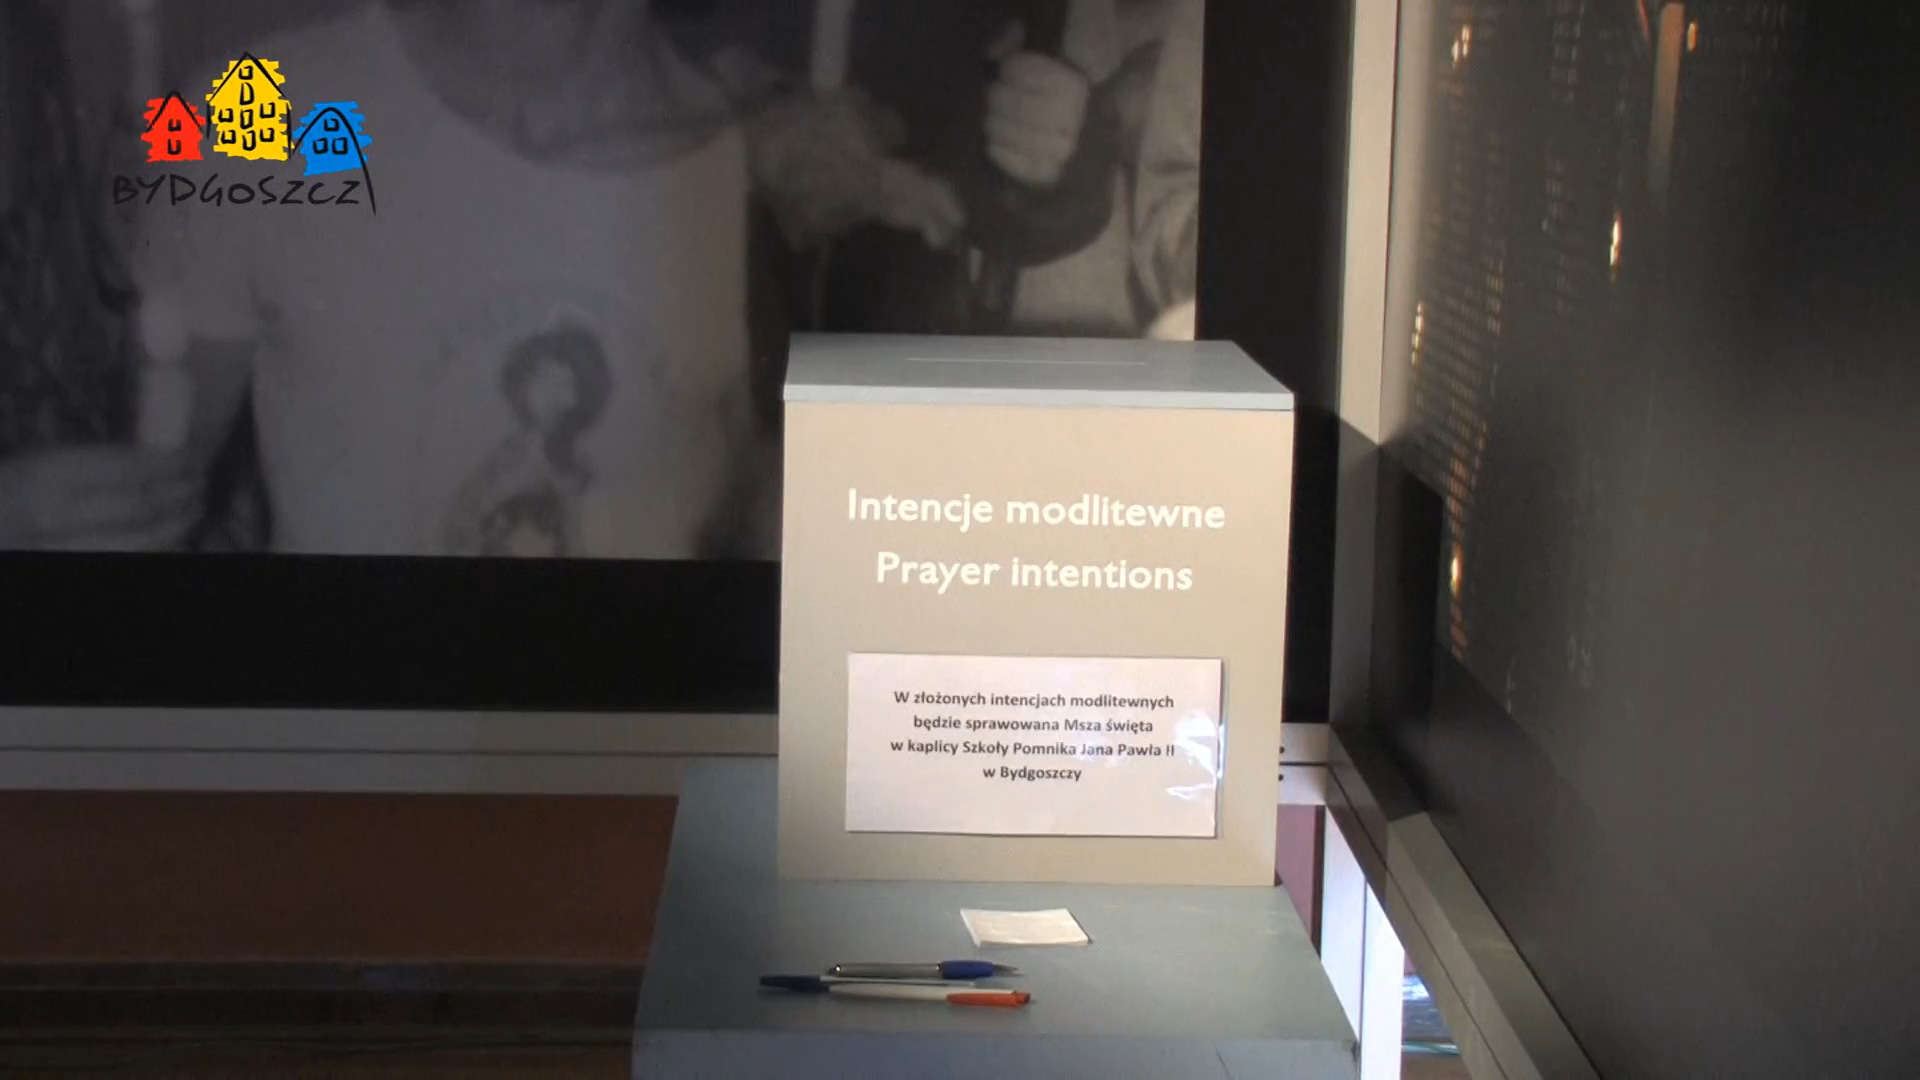 BYDGOSZCZ
Intencje modlitewne
Prayer intentions
W złożonych intencjach modlitewnych
będzie sprawowana Msza święta
w kaplicy Szkoły Pomnika Jana Pawła II
w Bydgoszczy